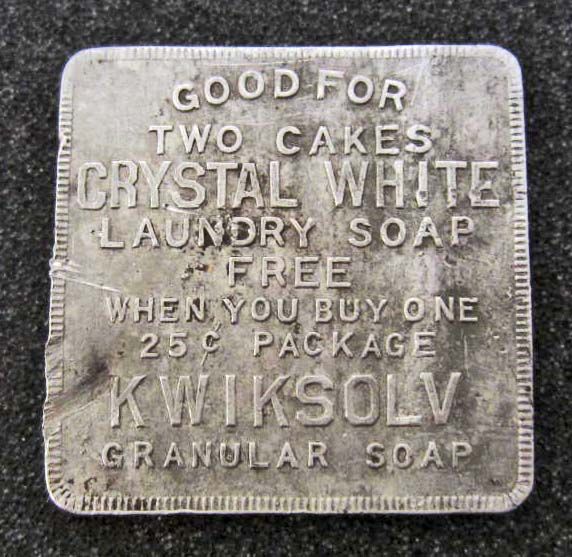 GOOD FOR
TWO CAKES
CRYSTAL WHITE
LAUNDRY SOAP
FREE
WHEN YOU BUY ONE
25¢ PACKAGE
KWIKSOLV
GRANULAR SOAP